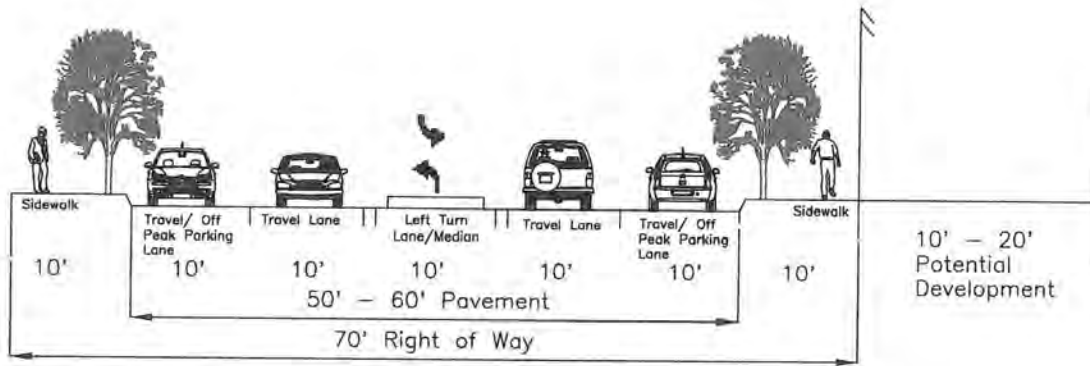 Sidewalk
Travel/ Off
Peak Parking
Lane
Travel Lane
Left Turn
Lane/Median
Travel Lane
Travel/ Off
Peak Parking
Lane
Sidewalk
10'
10'
10'
10'
10'
10'
10'
10' – 20'
Potential
Development
50' – 60' Pavement
70' Right of Way